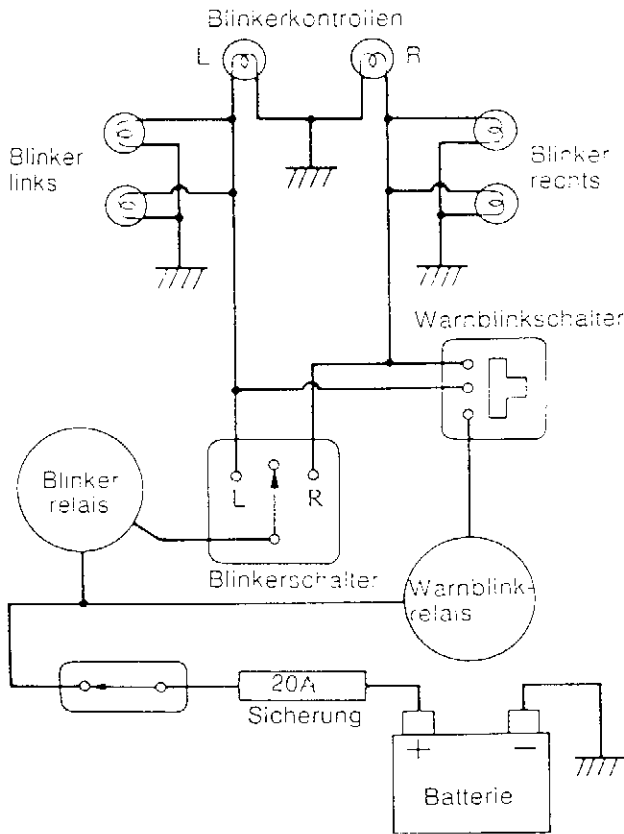 Blinkerkontrollen
L
R
Blinker
links
Blinker
rechts
Warnblinkschalter
Blinker
relais
L
R
Blinkerschalter
Warnblink-
relais
20A
Sicherung
+
−
Batterie